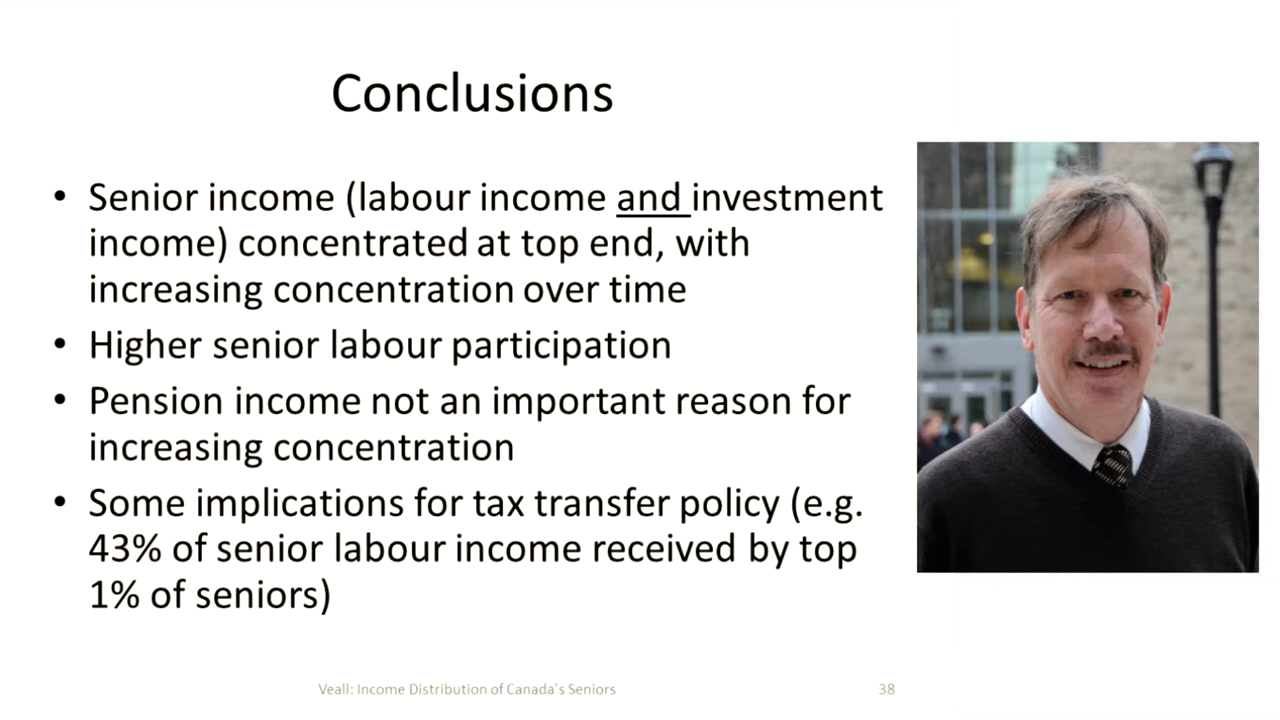 Conclusions
• Senior income (labour income and investment
income) concentrated at top end, with
increasing concentration over time
• Higher senior labour participation
• Pension income not an important reason for
increasing concentration
• Some implications for tax transfer policy (e.g.
43% of senior labour income received by top
1% of seniors)
Veall: Income Distribution of Canada's Seniors
38